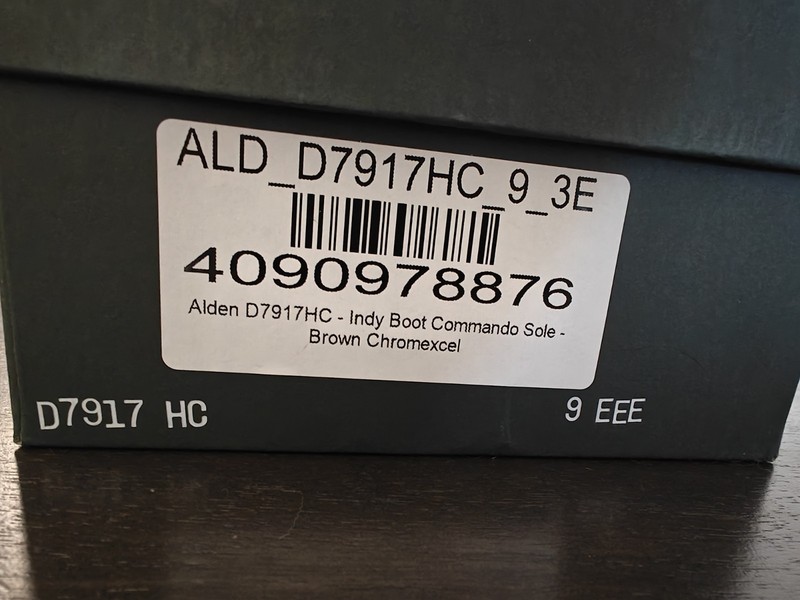 ALD_D7917HC_9_3E
4090978876
Alden D7917HC - Indy Boot Commando Sole -
Brown Chromexcel
D7917 HC 9 EEE